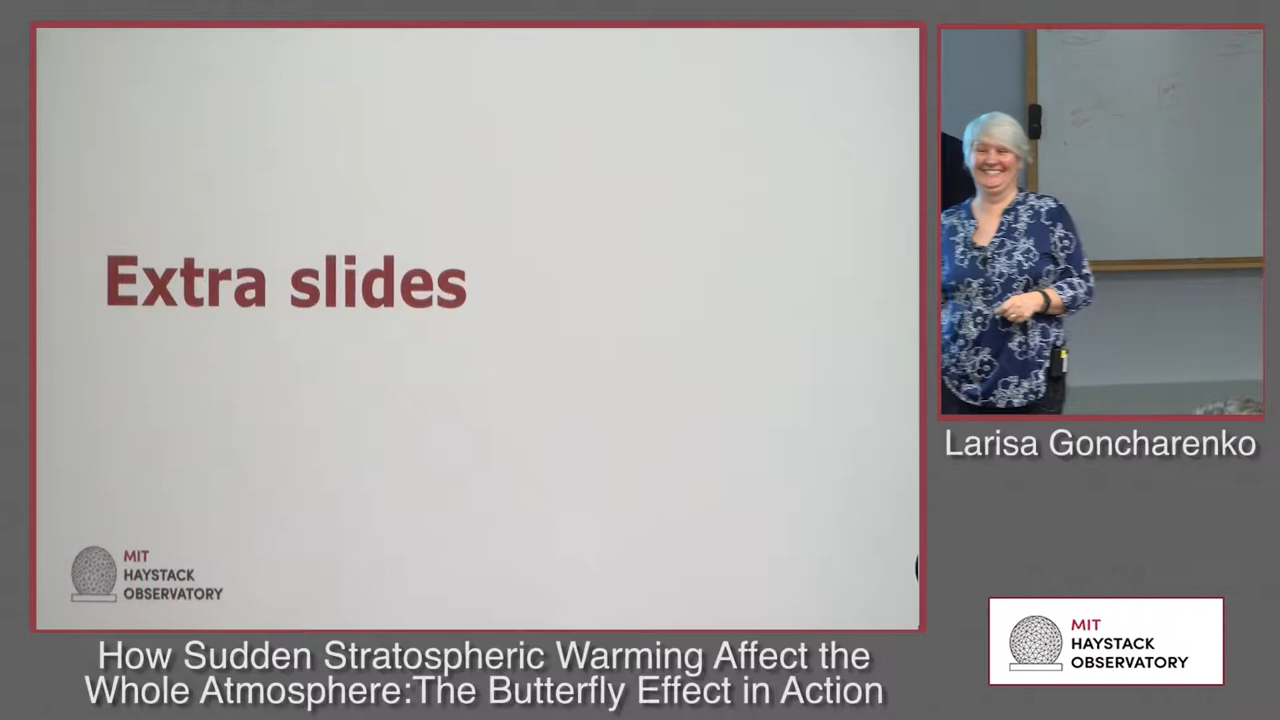 Extra slides
MIT
HAYSTACK
OBSERVATORY
Larisa Goncharenko
How Sudden Stratospheric Warming Affect the
Whole Atmosphere:The Butterfly Effect in Action
MIT
HAYSTACK
OBSERVATORY